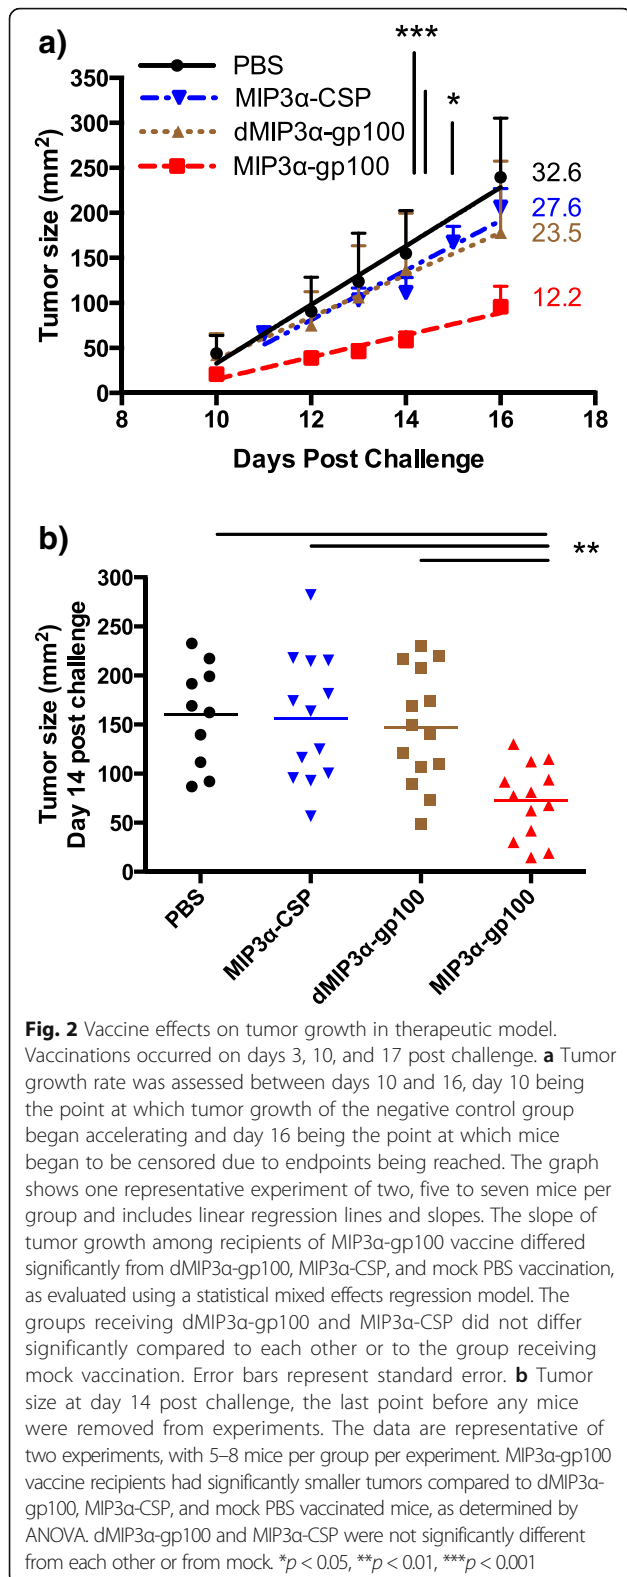 a)
***
PBS
MIP3α-CSP
*
dMIP3α-gp100
MIP3α-gp100
Tumor size (mm²)
350
300
250
200
150
100
50
0
32.6
27.6
23.5
12.2
8
10
12
14
16
18
Days Post Challenge
b)
**
Tumor size (mm²)
Day 14 post challenge
300
250
200
150
100
50
0
PBS
MIP3α-CSP
dMIP3α-gp100
MIP3α-gp100
Fig. 2 Vaccine effects on tumor growth in therapeutic model.
Vaccinations occurred on days 3, 10, and 17 post challenge. a Tumor
growth rate was assessed between days 10 and 16, day 10 being
the point at which tumor growth of the negative control group
began accelerating and day 16 being the point at which mice
began to be censored due to endpoints being reached. The graph
shows one representative experiment of two, five to seven mice per
group and includes linear regression lines and slopes. The slope of
tumor growth among recipients of MIP3α-gp100 vaccine differed
significantly from dMIP3α-gp100, MIP3α-CSP, and mock PBS vaccination,
as evaluated using a statistical mixed effects regression model. The
groups receiving dMIP3α-gp100 and MIP3α-CSP did not differ
significantly compared to each other or to the group receiving
mock vaccination. Error bars represent standard error. b Tumor
size at day 14 post challenge, the last point before any mice
were removed from experiments. The data are representative of
two experiments, with 5–8 mice per group per experiment. MIP3α-gp100
vaccine recipients had significantly smaller tumors compared to dMIP3α-
gp100, MIP3α-CSP, and mock PBS vaccinated mice, as determined by
ANOVA. dMIP3α-gp100 and MIP3α-CSP were not significantly different
from each other or from mock. *p < 0.05, **p < 0.01, ***p < 0.001